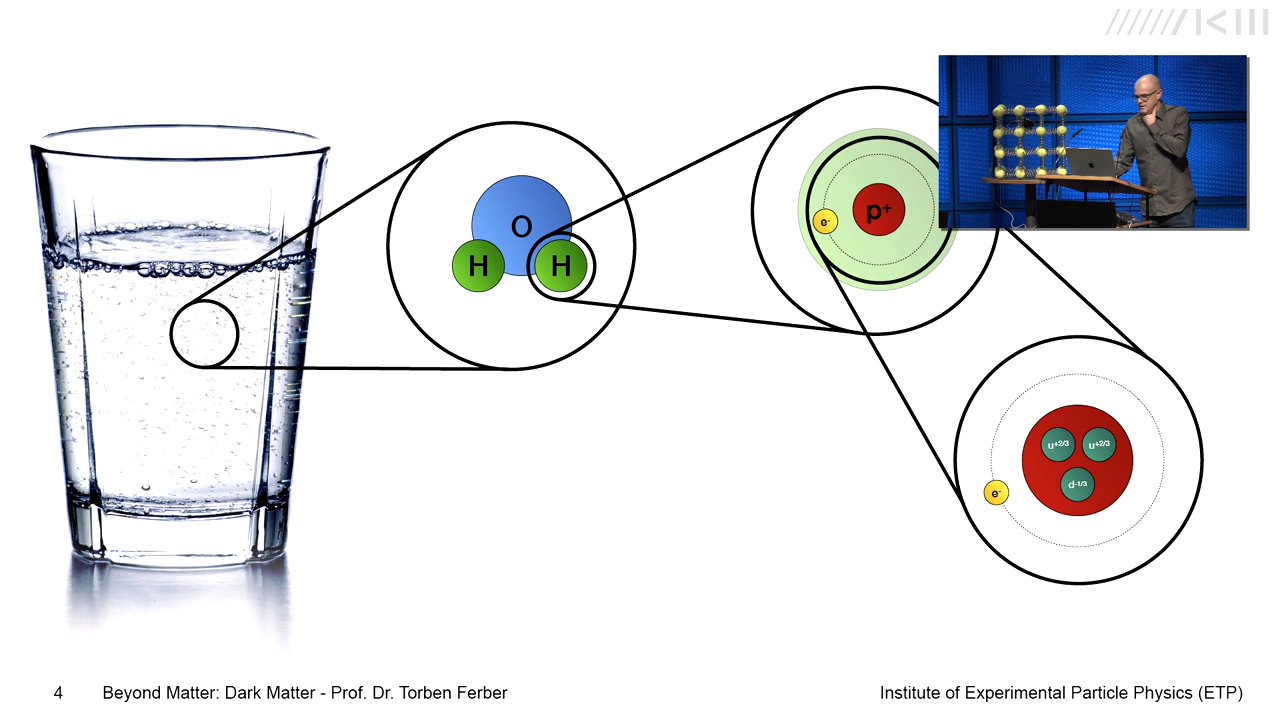 O
H
H
e-
p+
u+2/3
u+2/3
d-1/3
e-
4
Beyond Matter: Dark Matter - Prof. Dr. Torben Ferber
Institute of Experimental Particle Physics (ETP)